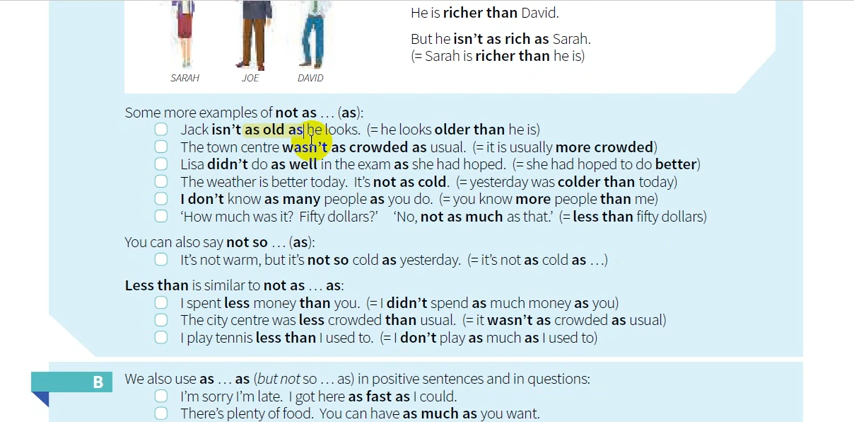 He is richer than David.
But he isn't as rich as Sarah.
(= Sarah is richer than he is)
SARAH JOE DAVID
Some more examples of not as … (as):
Jack isn't as old as he looks. (= he looks older than he is)
The town centre wasn't as crowded as usual. (= it is usually more crowded)
Lisa didn't do as well in the exam as she had hoped. (= she had hoped to do better)
The weather is better today. It's not as cold. (= yesterday was colder than today)
I don't know as many people as you do. (= you know more people than me)
'How much was it? Fifty dollars?' 'No, not as much as that.' (= less than fifty dollars)
You can also say not so … (as):
It's not warm, but it's not so cold as yesterday. (= it's not as cold as …)
Less than is similar to not as … as:
I spent less money than you. (= I didn't spend as much money as you)
The city centre was less crowded than usual. (= it wasn't as crowded as usual)
I play tennis less than I used to. (= I don't play as much as I used to)
B
We also use as … as (but not so … as) in positive sentences and in questions:
I'm sorry I'm late. I got here as fast as I could.
There's plenty of food. You can have as much as you want.